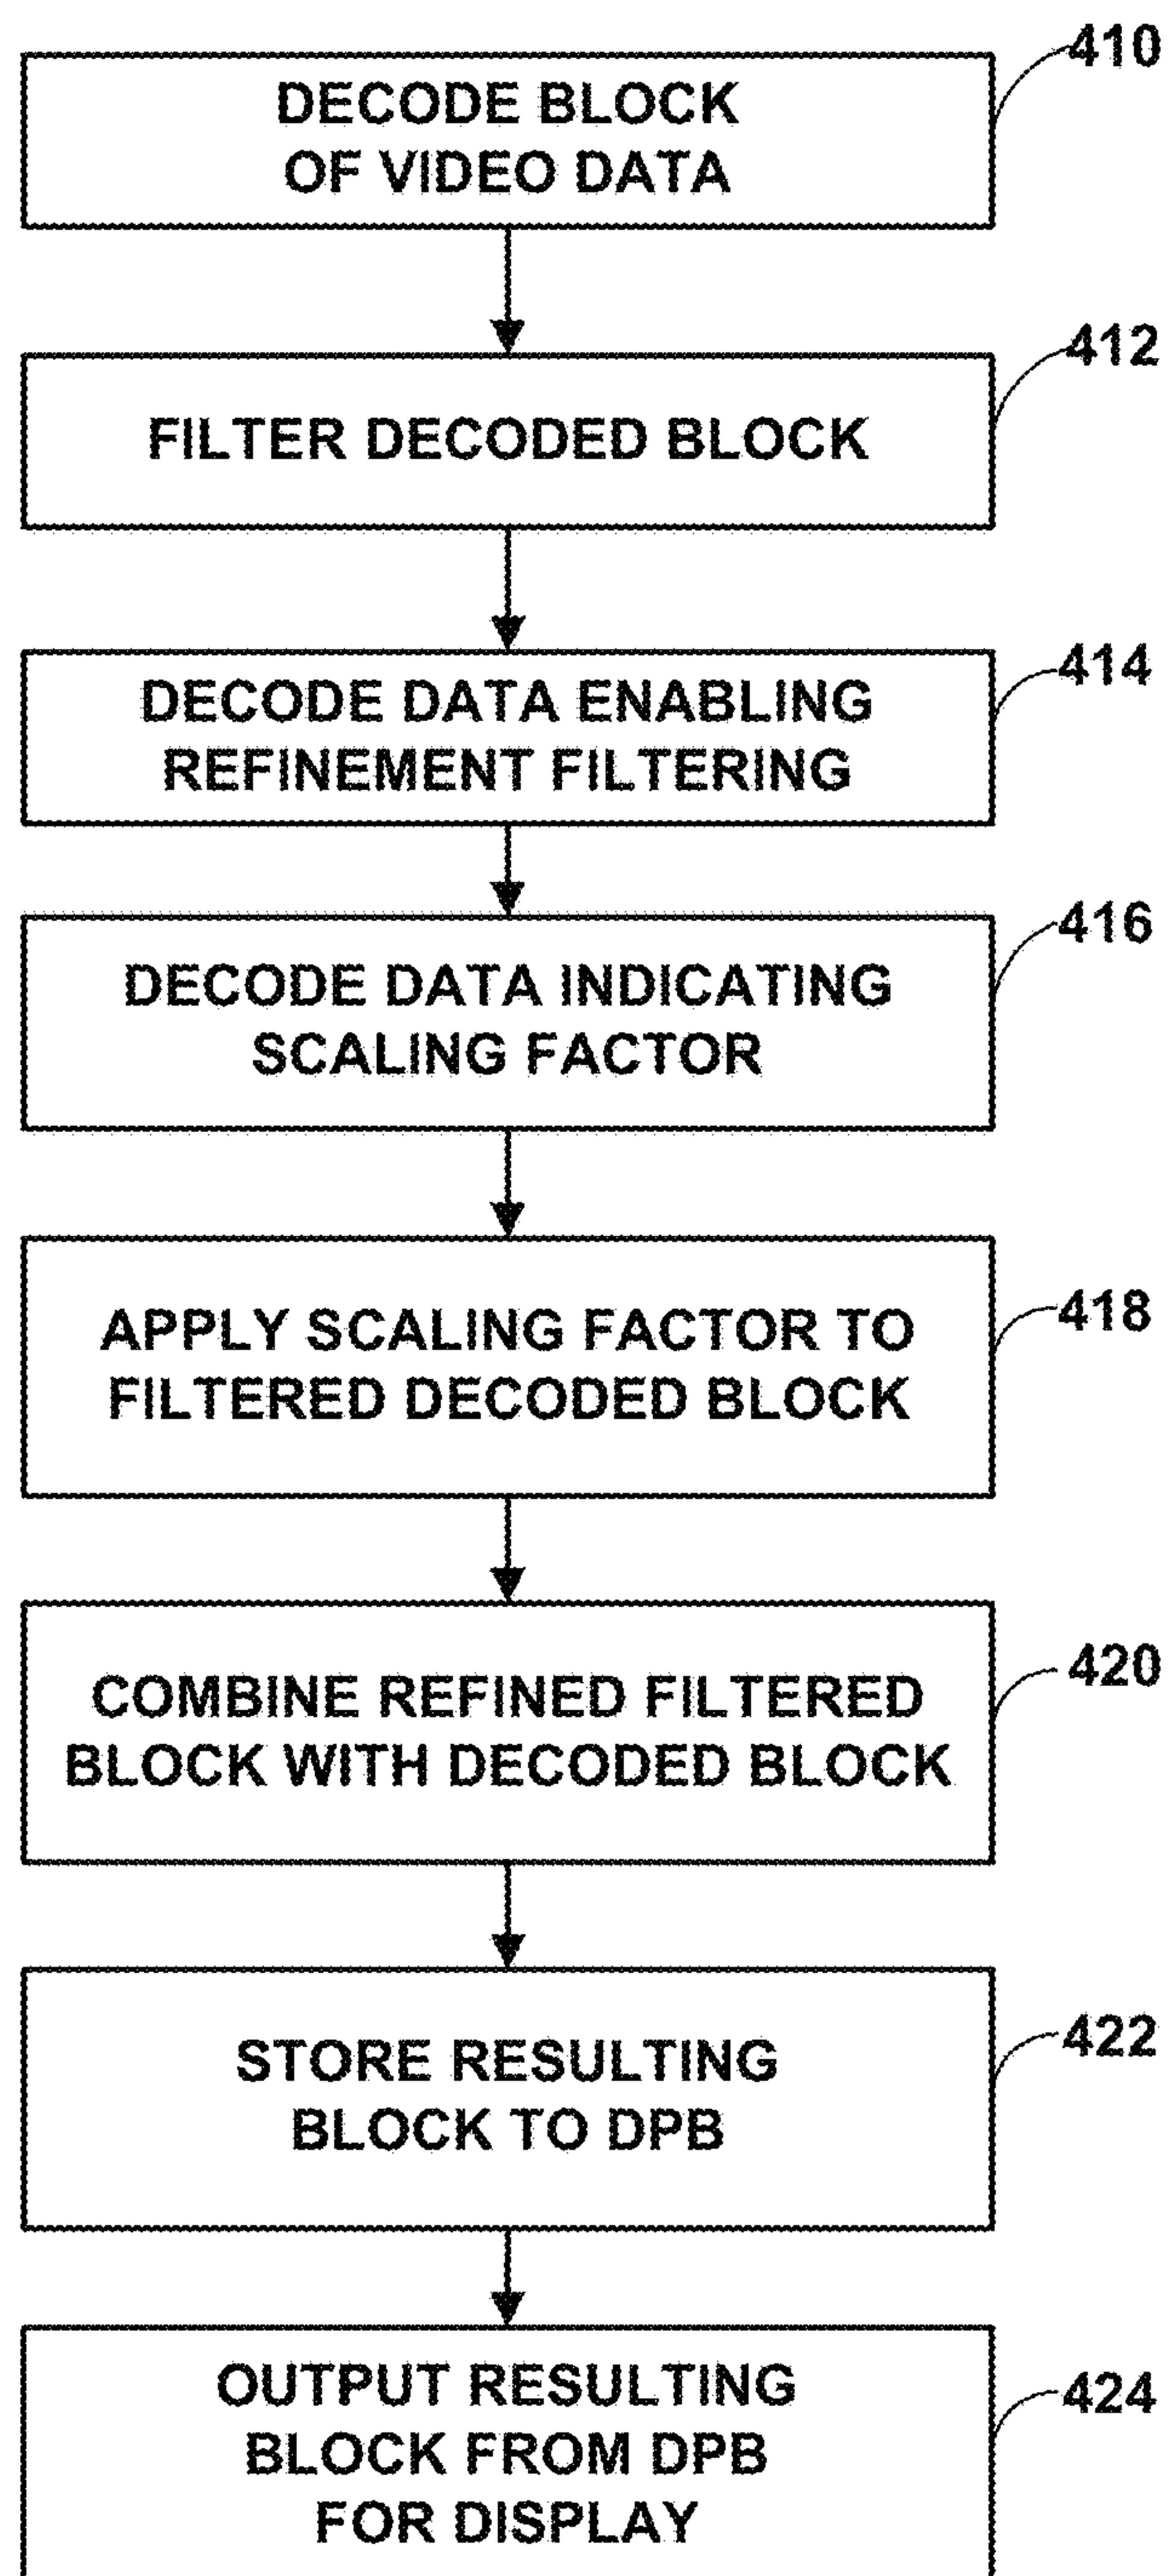 410
DECODE BLOCK
OF VIDEO DATA
412
FILTER DECODED BLOCK
414
DECODE DATA ENABLING
REFINEMENT FILTERING
416
DECODE DATA INDICATING
SCALING FACTOR
418
APPLY SCALING FACTOR TO
FILTERED DECODED BLOCK
420
COMBINE REFINED FILTERED
BLOCK WITH DECODED BLOCK
422
STORE RESULTING
BLOCK TO DPB
424
OUTPUT RESULTING
BLOCK FROM DPB
FOR DISPLAY